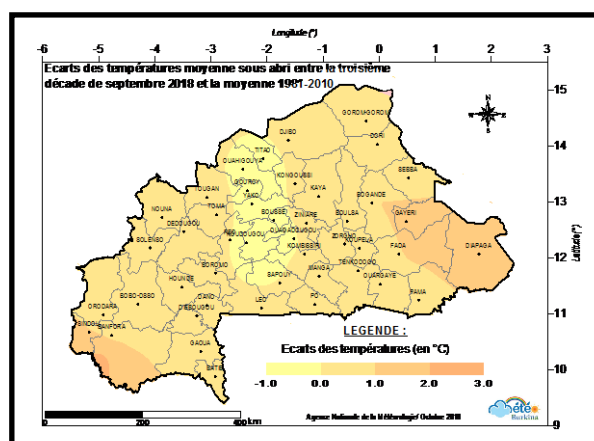 Longitude (°)
-6 -5 -4 -3 -2 -1 0 1 2 3
Ecarts des températures moyenne sous abri entre la troisième
décade de septembre 2018 et la moyenne 1981-2010
15
GOROM-GOROM
N
S
DJIBO
DORI
14
TITAO
OUAHIGOUYA
KONGOUSSI
SEBBA
GOURCY
TOUGAN
YAKO
KAYA
BOGANDE
13
NOUNA
TOMA
BOUSSE
ZINIARE
BOULSA
GAYERI
DEDOUGOU
OUAGADOUGOU
SOLENZO
KOUDOUGOU
ZORGHO
KOUPELA
KOMBISSIRI
FADA
DIAPAGA
12
Latitude(°)
TENKODOGO
BOROMO
SAPOUY
MANGA
OUARGAYE
HOUNDE
DANO
LEO
PO
PAMA
BOBO-DSSO
DIEBOUGOU
11
ORODARA
SINDOU
BANFORA
LEGENDE :
GAOUA
Ecarts des températures (en °C)
BATIE
10
-1.0 0.0 1.0 2.0 3.0
0 200 400 km
Agence Nationale de la Météorologie/ Octobre 2018
météo
Burkina
9